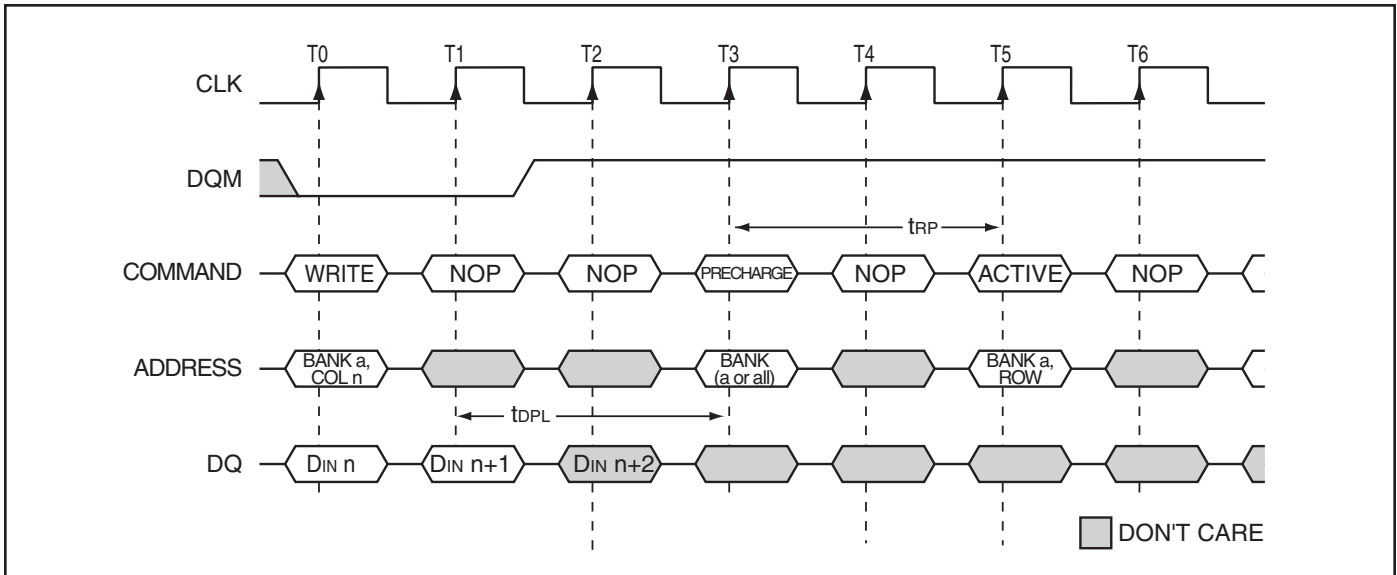 T0 T1 T2 T3 T4 T5 T6
CLK
DQM
tRP
COMMAND WRITE NOP NOP PRECHARGE NOP ACTIVE NOP
ADDRESS BANK a, COL n BANK (a or all) BANK a, ROW
tDPL
DQ DIN n DIN n+1 DIN n+2
DON'T CARE